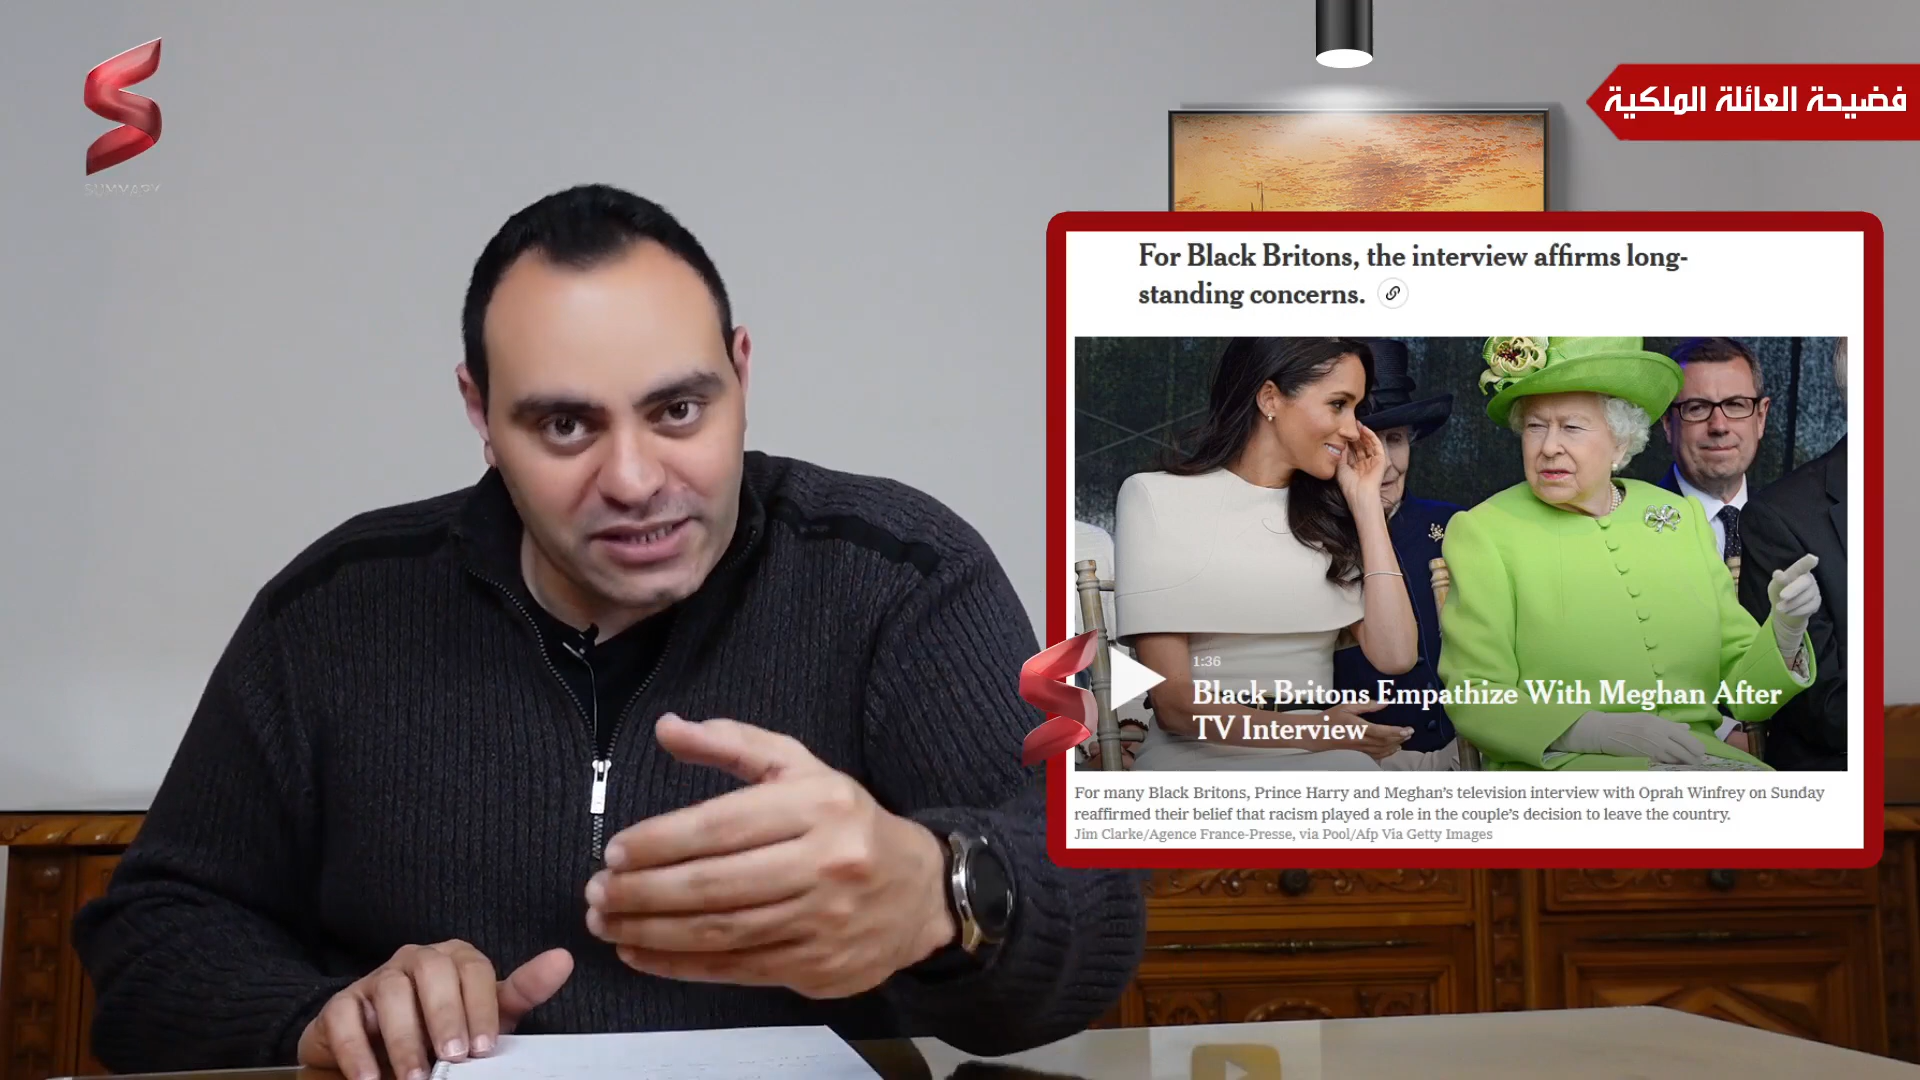 SUMMARY
فضيحة العائلة الملكية
For Black Britons, the interview affirms long-
standing concerns.
1:36
Black Britons Empathize With Meghan After
TV Interview
For many Black Britons, Prince Harry and Meghan's television interview with Oprah Winfrey on Sunday
reaffirmed their belief that racism played a role in the couple's decision to leave the country.
Jim Clarke/Agence France-Presse, via Pool/Afp Via Getty Images